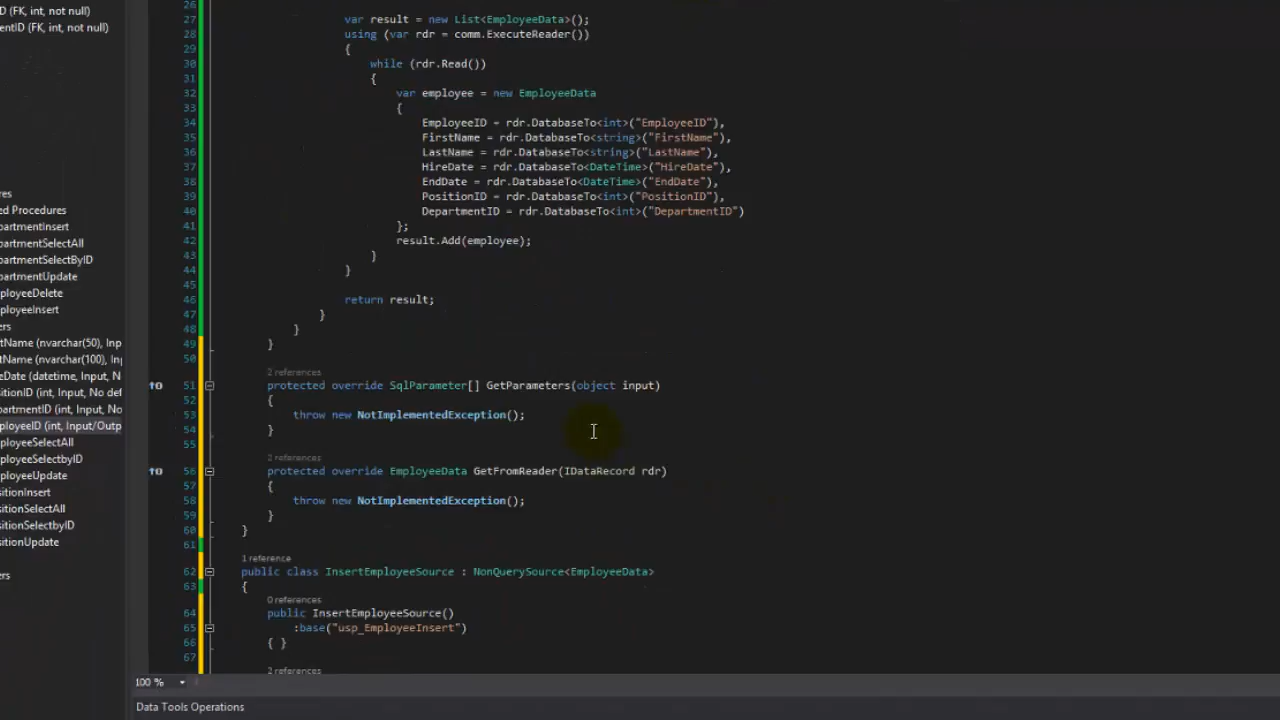 D (FK, int, not null)
entID (FK, int, not null)
res
ed Procedures
partmentInsert
partmentSelectAll
partmentSelectByID
partmentUpdate
ployeeDelete
ployeeInsert
ers
tName (nvarchar(50), Inp
tName (nvarchar(100), Inp
eDate (datetime, Input, N
sitionID (int, Input, No def
partmentID (int, Input, No
ployeeID (int, Input/Outp
ployeeSelectAll
ployeeSelectbyID
ployeeUpdate
sitionInsert
sitionSelectAll
sitionSelectbyID
sitionUpdate
ers
26
27 var result = new List<EmployeeData>();
28 using (var rdr = comm.ExecuteReader())
29 {
30 while (rdr.Read())
31 {
32 var employee = new EmployeeData
33 {
34 EmployeeID = rdr.DatabaseTo<int>("EmployeeID"),
35 FirstName = rdr.DatabaseTo<string>("FirstName"),
36 LastName = rdr.DatabaseTo<string>("LastName"),
37 HireDate = rdr.DatabaseTo<DateTime>("HireDate"),
38 EndDate = rdr.DatabaseTo<DateTime>("EndDate"),
39 PositionID = rdr.DatabaseTo<int>("PositionID"),
40 DepartmentID = rdr.DatabaseTo<int>("DepartmentID")
41 };
42 result.Add(employee);
43 }
44 }
45
46 return result;
47 }
48 }
49 }
50
2 references
51 protected override SqlParameter[] GetParameters(object input)
52 {
53 throw new NotImplementedException();
54 }
55
2 references
56 protected override EmployeeData GetFromReader(IDataRecord rdr)
57 {
58 throw new NotImplementedException();
59 }
60 }
61
1 reference
62 public class InsertEmployeeSource : NonQuerySource<EmployeeData>
63 {
0 references
64 public InsertEmployeeSource()
65 :base("usp_EmployeeInsert")
66 { }
67
2 references
100 %
Data Tools Operations